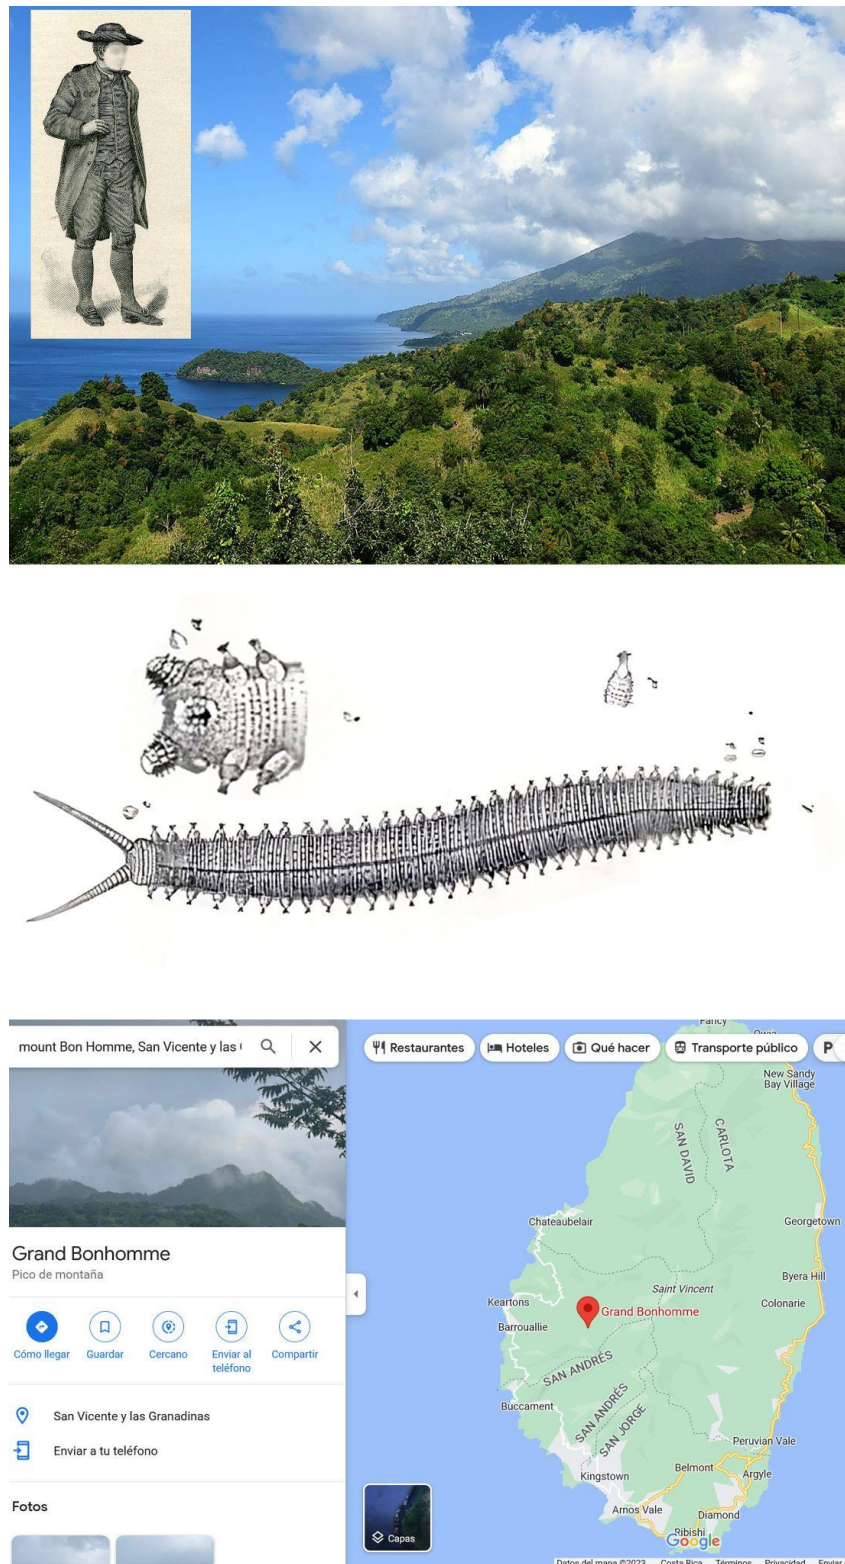 mount Bon Homme, San Vicente y las
Restaurantes
Hoteles
Qué hacer
Transporte público
P
Fancy
Owia
New Sandy
Bay Village
SAN DAVID
CARLOTA
Grand Bonhomme
Pico de montaña
Chateaubelair
Georgetown
Saint Vincent
Byera Hill
Keartons
Grand Bonhomme
Colonarie
Barrouallie
Cómo llegar
Guardar
Cercano
Enviar al
teléfono
Compartir
SAN ANDRÉS
Buccament
SAN ANDRÉS
SAN JORGE
San Vicente y las Granadinas
Enviar a tu teléfono
Peruvian Vale
Belmont
Argyle
Kingstown
Fotos
Arnos Vale
Diamond
Capas
Ribishi
Google
Datos del mapa ©2023
Costa Rica
Términos
Privacidad
Enviar